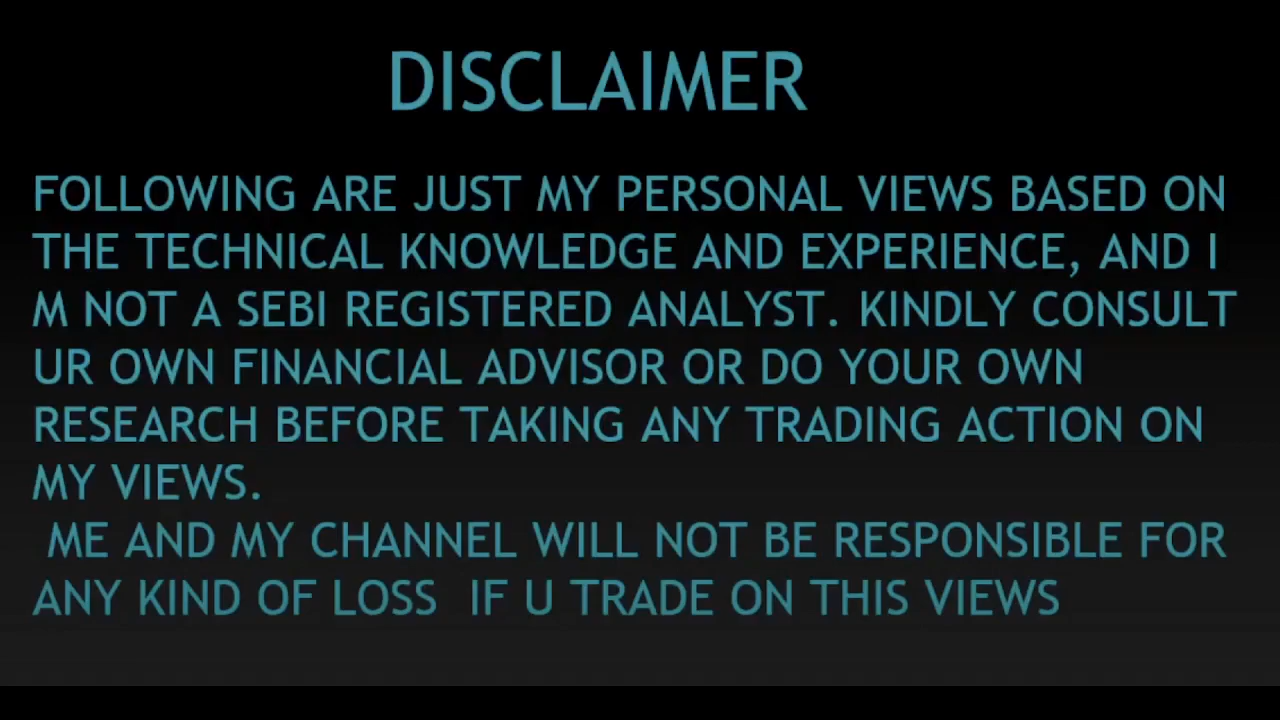 DISCLAIMER
FOLLOWING ARE JUST MY PERSONAL VIEWS BASED ON
THE TECHNICAL KNOWLEDGE AND EXPERIENCE, AND I
M NOT A SEBI REGISTERED ANALYST. KINDLY CONSULT
UR OWN FINANCIAL ADVISOR OR DO YOUR OWN
RESEARCH BEFORE TAKING ANY TRADING ACTION ON
MY VIEWS.
ME AND MY CHANNEL WILL NOT BE RESPONSIBLE FOR
ANY KIND OF LOSS  IF U TRADE ON THIS VIEWS